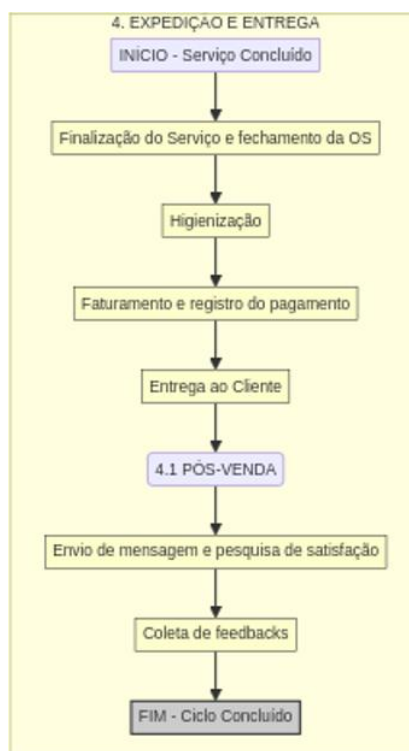 4. EXPEDIÇÃO E ENTREGA
INÍCIO - Serviço Concluído
Finalização do Serviço e fechamento da OS
Higienização
Faturamento e registro do pagamento
Entrega ao Cliente
4.1 PÓS-VENDA
Envio de mensagem e pesquisa de satisfação
Coleta de feedbacks
FIM - Ciclo Concluído